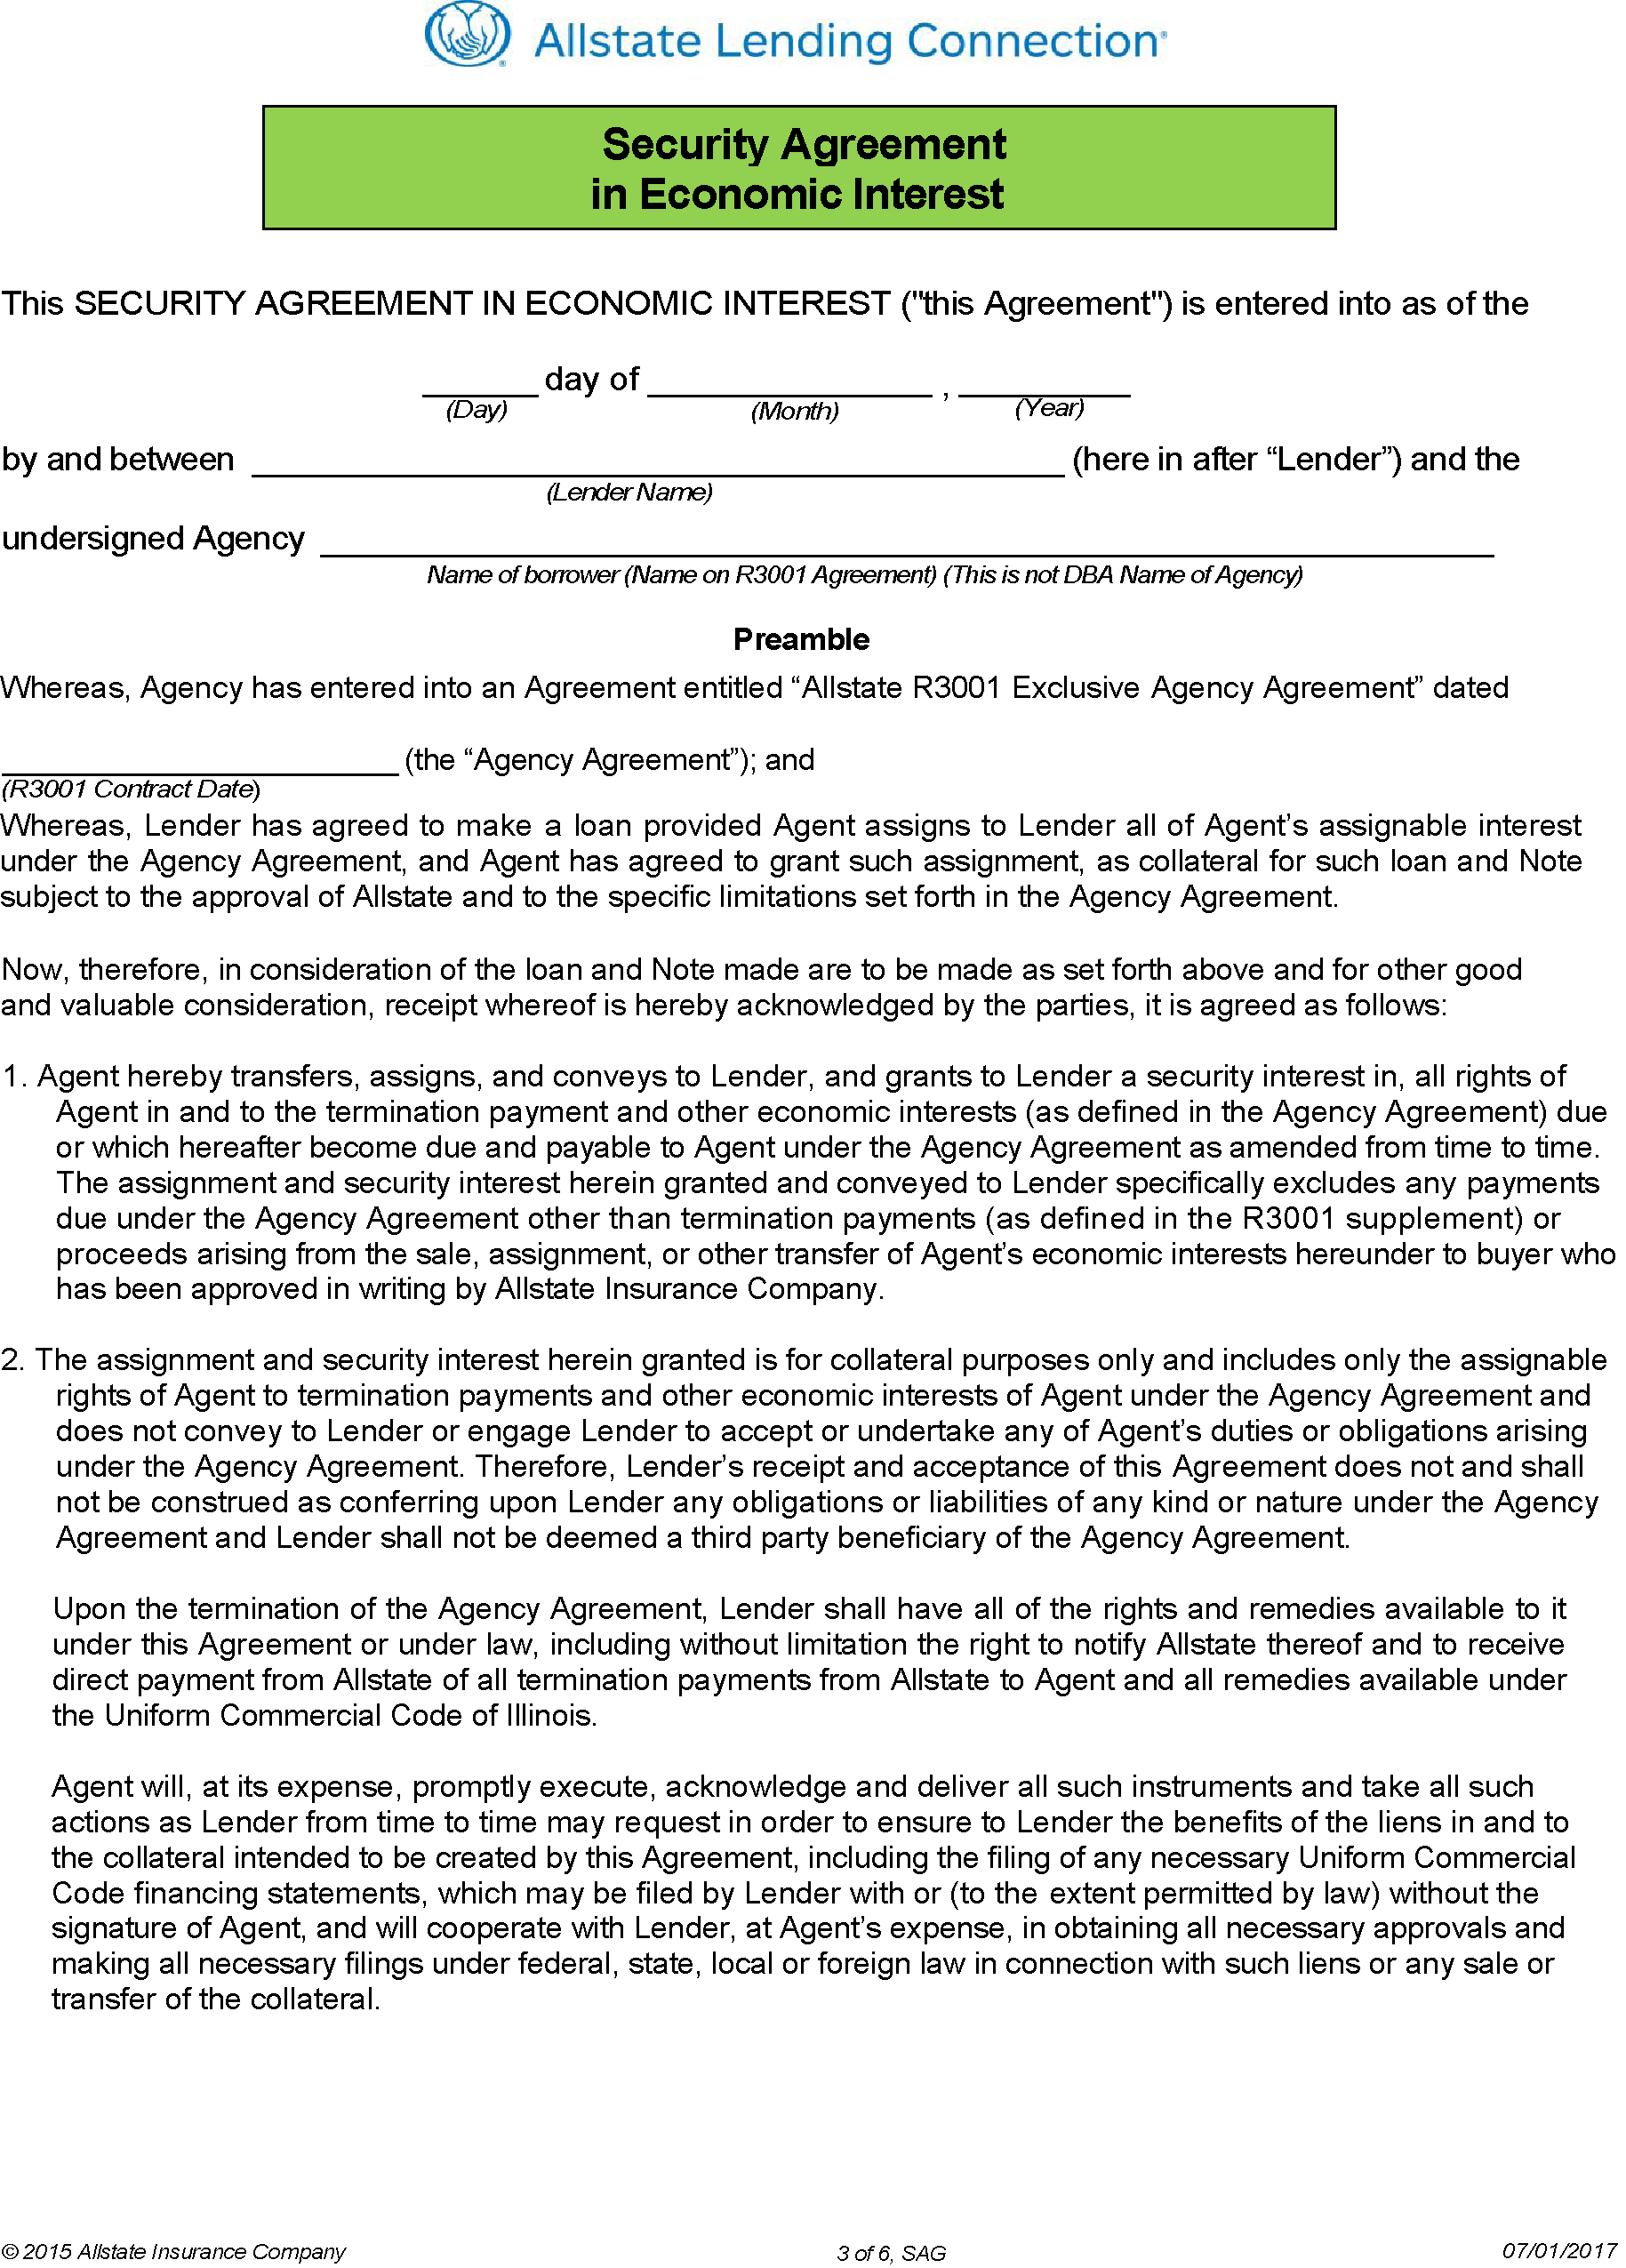 Allstate Lending Connection®
Security Agreement
in Economic Interest
This SECURITY AGREEMENT IN ECONOMIC INTEREST ("this Agreement") is entered into as of the
______ day of ______________ , _________
(Day) (Month) (Year)
by and between ______________________________ (here in after “Lender”) and the
(Lender Name)
undersigned Agency ______________________________
Name of borrower (Name on R3001 Agreement) (This is not DBA Name of Agency)
Preamble
Whereas, Agency has entered into an Agreement entitled “Allstate R3001 Exclusive Agency Agreement” dated
____________________ (the “Agency Agreement”); and
(R3001 Contract Date)
Whereas, Lender has agreed to make a loan provided Agent assigns to Lender all of Agent’s assignable interest
under the Agency Agreement, and Agent has agreed to grant such assignment, as collateral for such loan and Note
subject to the approval of Allstate and to the specific limitations set forth in the Agency Agreement.
Now, therefore, in consideration of the loan and Note made are to be made as set forth above and for other good
and valuable consideration, receipt whereof is hereby acknowledged by the parties, it is agreed as follows:
1. Agent hereby transfers, assigns, and conveys to Lender, and grants to Lender a security interest in, all rights of
Agent in and to the termination payment and other economic interests (as defined in the Agency Agreement) due
or which hereafter become due and payable to Agent under the Agency Agreement as amended from time to time.
The assignment and security interest herein granted and conveyed to Lender specifically excludes any payments
due under the Agency Agreement other than termination payments (as defined in the R3001 supplement) or
proceeds arising from the sale, assignment, or other transfer of Agent’s economic interests hereunder to buyer who
has been approved in writing by Allstate Insurance Company.
2. The assignment and security interest herein granted is for collateral purposes only and includes only the assignable
rights of Agent to termination payments and other economic interests of Agent under the Agency Agreement and
does not convey to Lender or engage Lender to accept or undertake any of Agent’s duties or obligations arising
under the Agency Agreement. Therefore, Lender’s receipt and acceptance of this Agreement does not and shall
not be construed as conferring upon Lender any obligations or liabilities of any kind or nature under the Agency
Agreement and Lender shall not be deemed a third party beneficiary of the Agency Agreement.
Upon the termination of the Agency Agreement, Lender shall have all of the rights and remedies available to it
under this Agreement or under law, including without limitation the right to notify Allstate thereof and to receive
direct payment from Allstate of all termination payments from Allstate to Agent and all remedies available under
the Uniform Commercial Code of Illinois.
Agent will, at its expense, promptly execute, acknowledge and deliver all such instruments and take all such
actions as Lender from time to time may request in order to ensure to Lender the benefits of the liens in and to
the collateral intended to be created by this Agreement, including the filing of any necessary Uniform Commercial
Code financing statements, which may be filed by Lender with or (to the extent permitted by law) without the
signature of Agent, and will cooperate with Lender, at Agent’s expense, in obtaining all necessary approvals and
making all necessary filings under federal, state, local or foreign law in connection with such liens or any sale or
transfer of the collateral.
© 2015 Allstate Insurance Company 3 of 6, SAG 07/01/2017